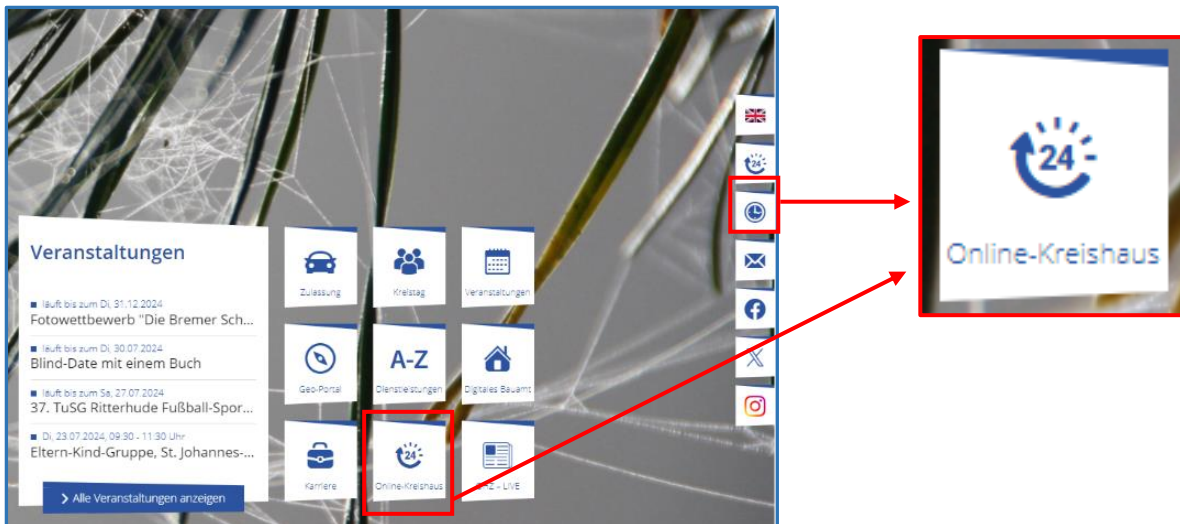 Veranstaltungen
läuft bis zum Di, 31.12.2024
Fotowettbewerb "Die Bremer Sch...
läuft bis zum Di, 30.07.2024
Blind-Date mit einem Buch
läuft bis zum Sa, 27.07.2024
37. TuSG Ritterhude Fußball-Spor...
Di, 23.07.2024, 09:30 - 11:30 Uhr
Eltern-Kind-Gruppe, St. Johannes-...
Alle Veranstaltungen anzeigen
Zulassung
Kreistag
Veranstaltungen
Geo-Portal
A-Z
Dienstleistungen
Digitales Bauamt
Karriere
24
Online-Kreishaus
LIVE
24
24
Online-Kreishaus